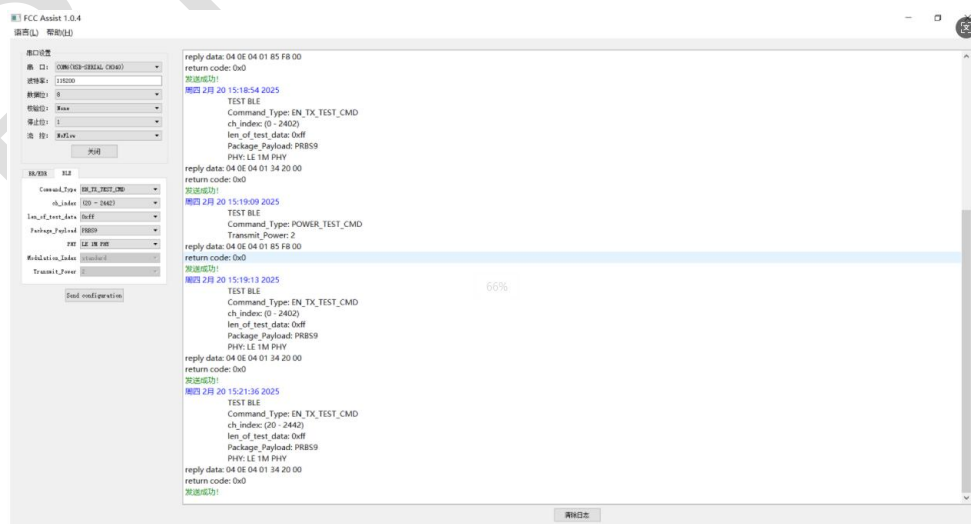 FCC Assist 1.0.4
语言(L) 帮助(H)
串口设置
串 口: COM8(USB-SERIAL CH340)
波特率: 115200
数据位: 8
校验位: None
停止位: 1
流 控: NoFlow
关闭
BR/EDR BLE
Command_Type EN_TX_TEST_CMD
ch_index (20 - 2442)
len_of_test_data 0xff
Package_Payload PRBS9
PHY LE 1M PHY
Modulation_Index standard
Transmit_Power 2
Send configuration
reply data: 04 0E 04 01 85 F8 00
return code: 0x0
发送成功!
周四 2月 20 15:18:54 2025
TEST BLE
Command_Type: EN_TX_TEST_CMD
ch_index: (0 - 2402)
len_of_test_data: 0xff
Package_Payload: PRBS9
PHY: LE 1M PHY
reply data: 04 0E 04 01 34 20 00
return code: 0x0
发送成功!
周四 2月 20 15:19:09 2025
TEST BLE
Command_Type: POWER_TEST_CMD
Transmit_Power: 2
reply data: 04 0E 04 01 85 F8 00
return code: 0x0
发送成功!
周四 2月 20 15:19:13 2025
TEST BLE
Command_Type: EN_TX_TEST_CMD
ch_index: (0 - 2402)
len_of_test_data: 0xff
Package_Payload: PRBS9
PHY: LE 1M PHY
reply data: 04 0E 04 01 34 20 00
return code: 0x0
发送成功!
周四 2月 20 15:21:36 2025
TEST BLE
Command_Type: EN_TX_TEST_CMD
ch_index: (20 - 2442)
len_of_test_data: 0xff
Package_Payload: PRBS9
PHY: LE 1M PHY
reply data: 04 0E 04 01 34 20 00
return code: 0x0
发送成功!
66%
清除日志